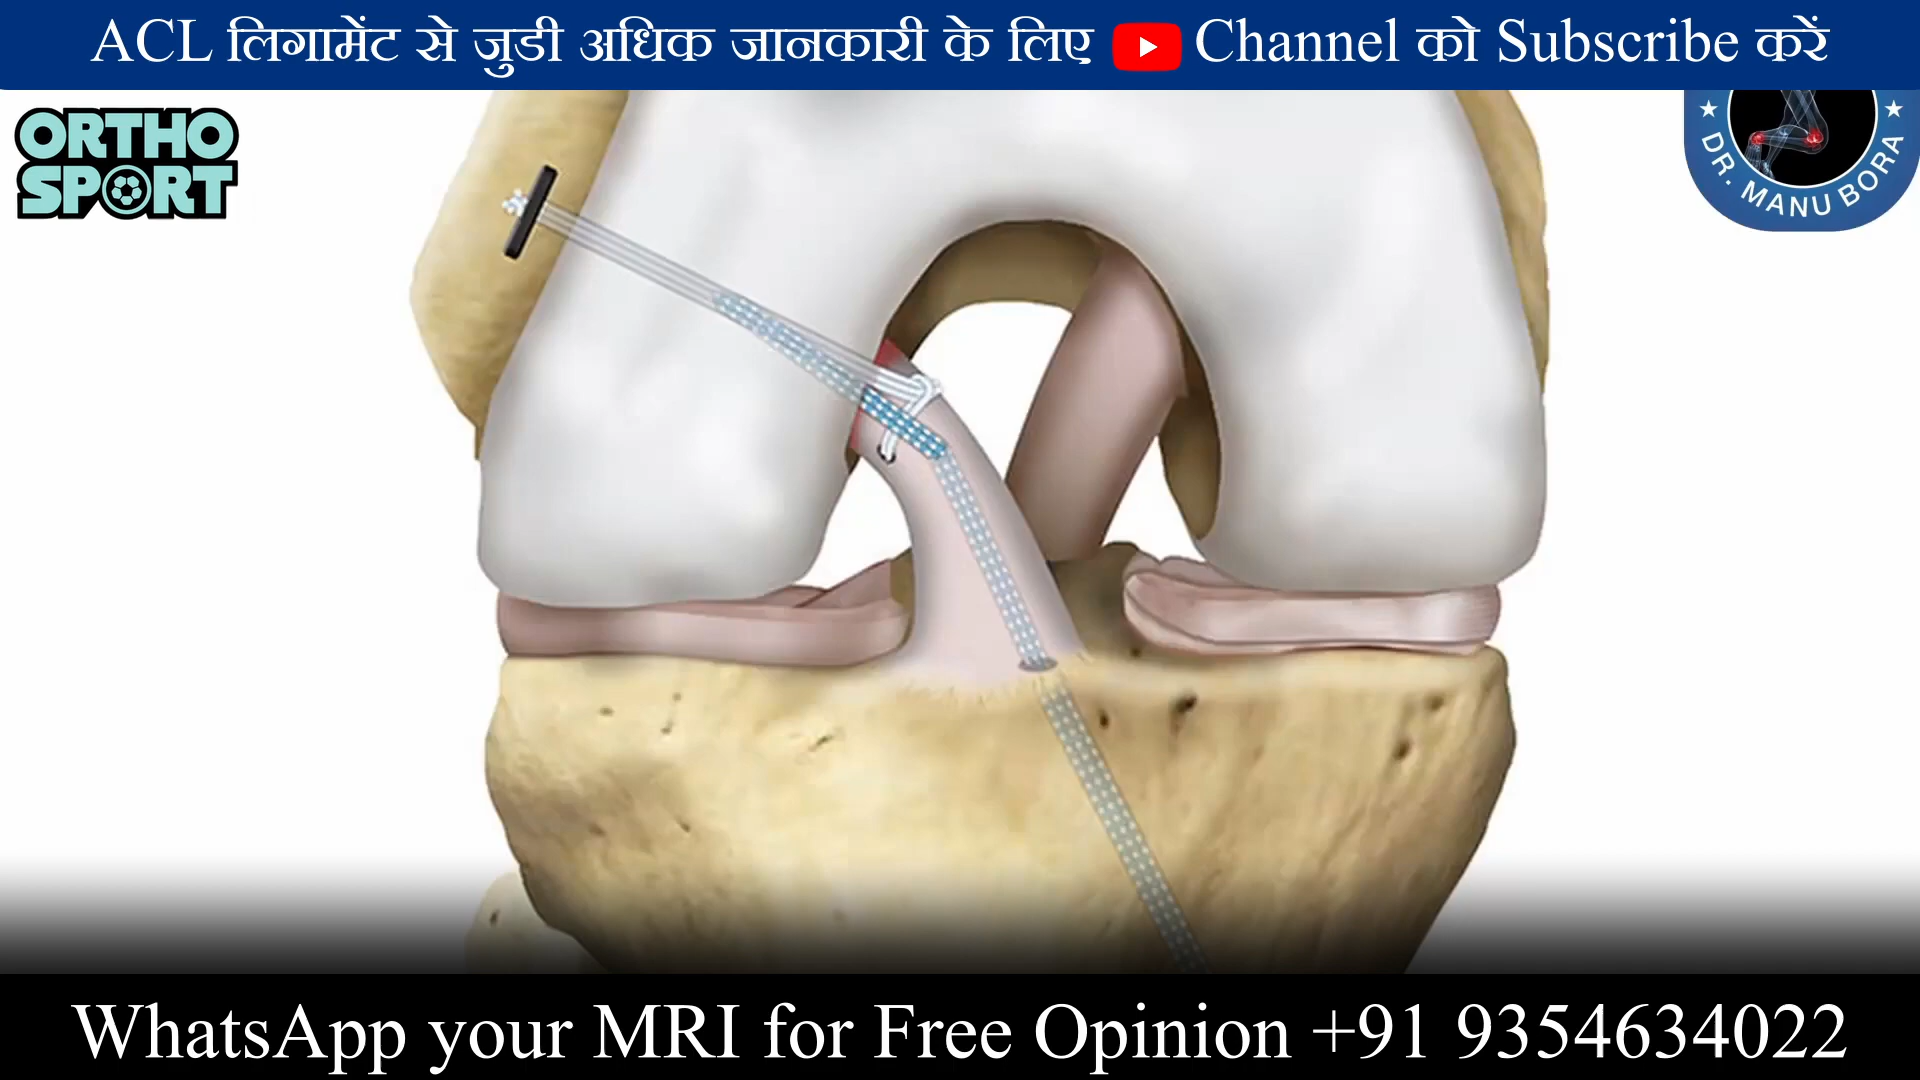 ACL लिगामेंट से जुडी अधिक जानकारी के लिए Channel को Subscribe करें
ORTHO
SPORT
★ DR. MANU BORA ★
WhatsApp your MRI for Free Opinion +91 9354634022